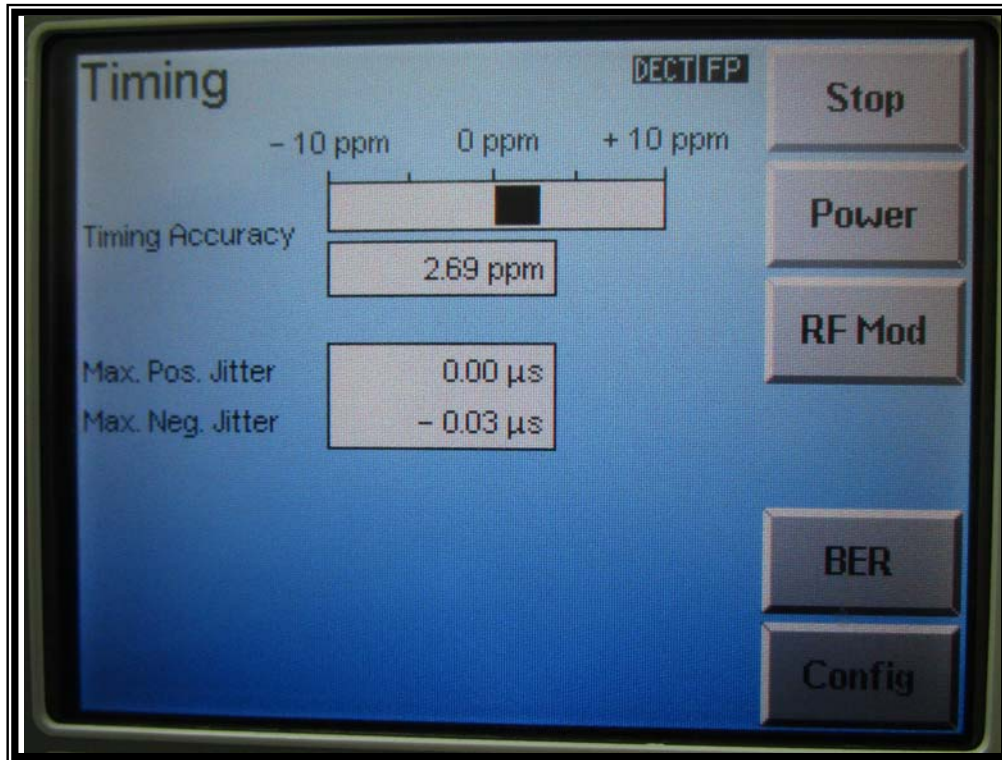 Timing
DECT FP
Stop
– 10 ppm 0 ppm + 10 ppm
Power
Timing Accuracy
2.69 ppm
RF Mod
Max. Pos. Jitter 0.00 μs
Max. Neg. Jitter – 0.03 μs
BER
Config